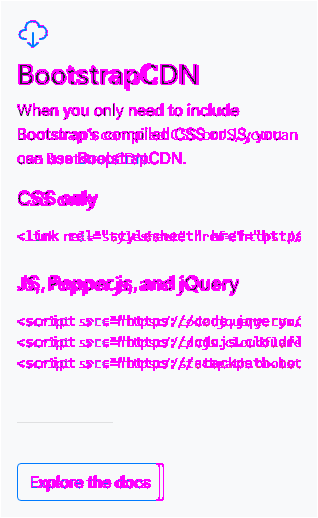 BootstrapCDN
When you only need to include
Bootstrap's compiled CSS or JS, you can
use BootstrapCDN.
CSS only
<link rel="stylesheet" href="https
JS, Popper.js, and jQuery
<script src="https://code.jquery.com/
<script src="https://cdnjs.cloudflare
<script src="https://stackpath.bootst
Explore the docs